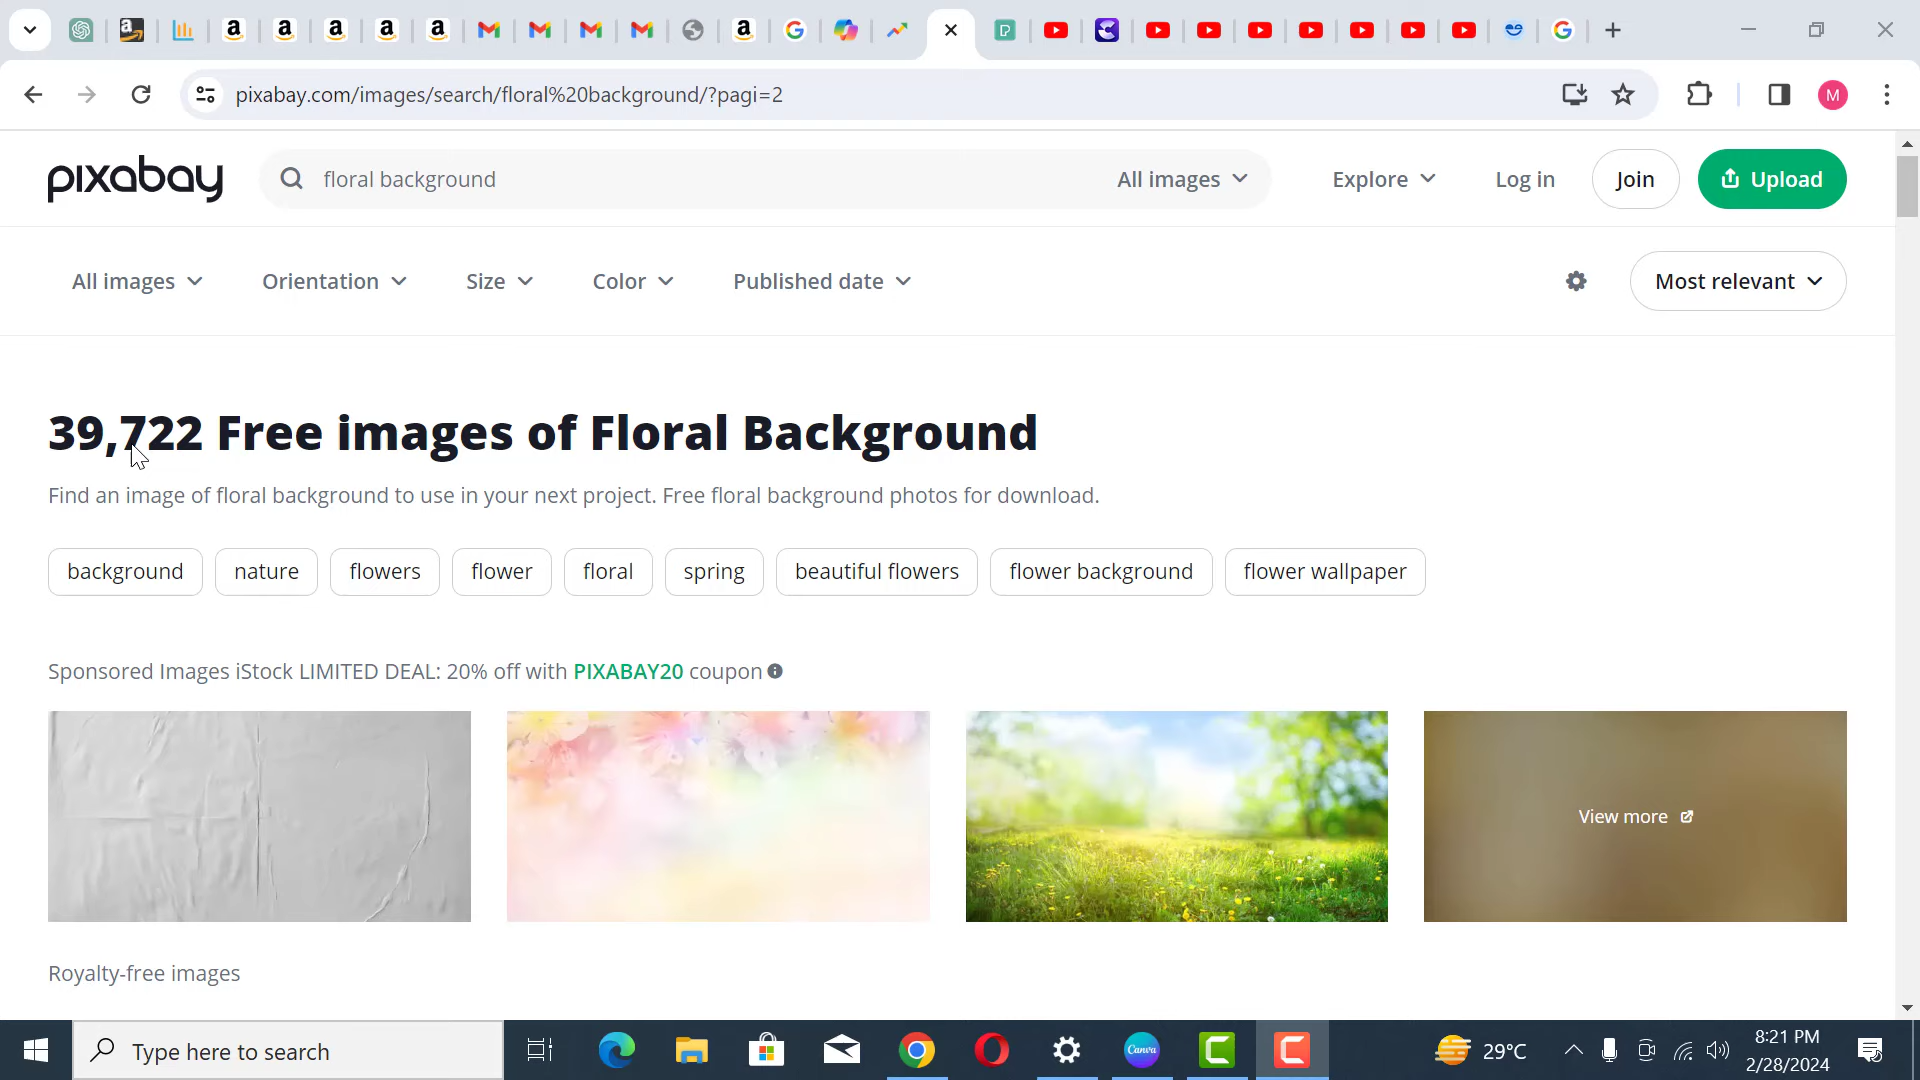 pixabay.com/images/search/floral%20background/?pagi=2
M
pixabay
floral background
All images
Explore
Log in
Join
Upload
All images
Orientation
Size
Color
Published date
Most relevant
39,722 Free images of Floral Background
Find an image of floral background to use in your next project. Free floral background photos for download.
background
nature
flowers
flower
floral
spring
beautiful flowers
flower background
flower wallpaper
Sponsored Images iStock LIMITED DEAL: 20% off with PIXABAY20 coupon
View more
Royalty-free images
Type here to search
Canva
29°C
8:21 PM
2/28/2024